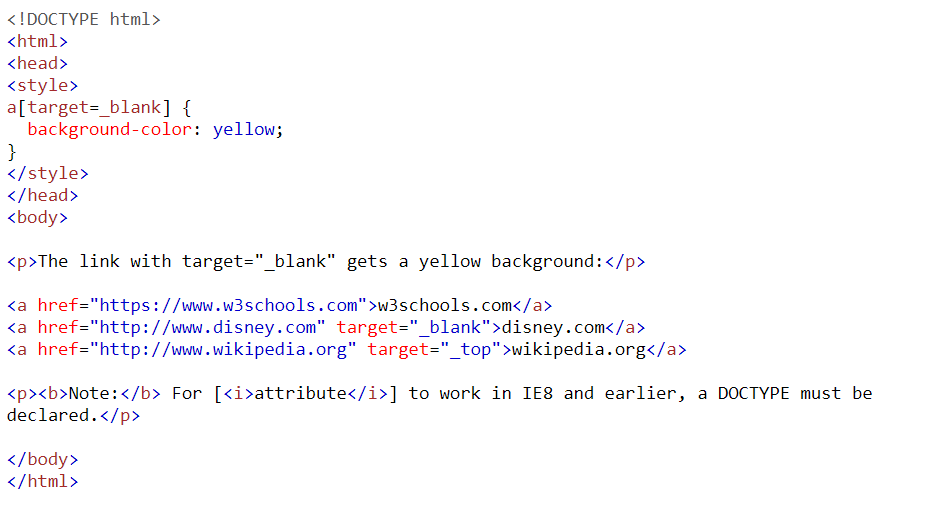 <!DOCTYPE html>
<html>
<head>
<style>
a[target=_blank] {
  background-color: yellow;
}
</style>
</head>
<body>

<p>The link with target="_blank" gets a yellow background:</p>

<a href="https://www.w3schools.com">w3schools.com</a>
<a href="http://www.disney.com" target="_blank">disney.com</a>
<a href="http://www.wikipedia.org" target="_top">wikipedia.org</a>

<p><b>Note:</b> For [<i>attribute</i>] to work in IE8 and earlier, a DOCTYPE must be
declared.</p>

</body>
</html>